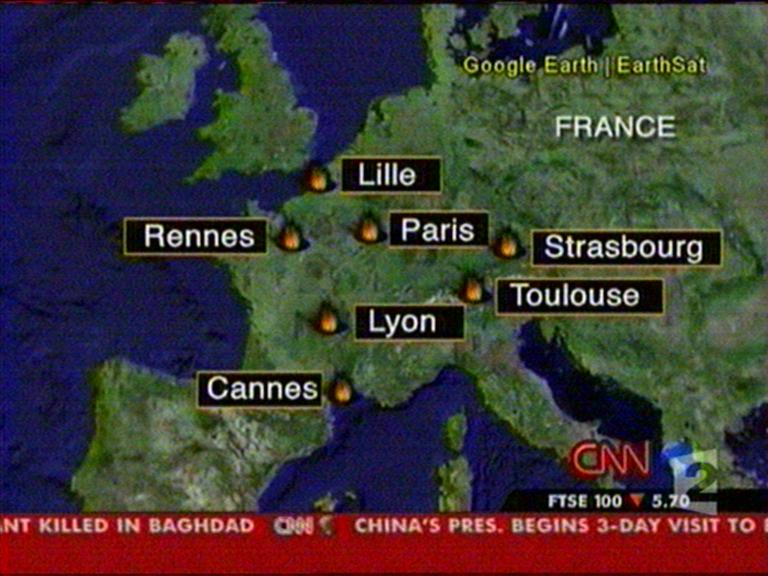 Google Earth | EarthSat
FRANCE
Lille
Rennes
Paris
Strasbourg
Toulouse
Lyon
Cannes
CNN
2
FTSE 100 ▼ 5.70
ANT KILLED IN BAGHDAD CNN CHINA'S PRES. BEGINS 3-DAY VISIT TO